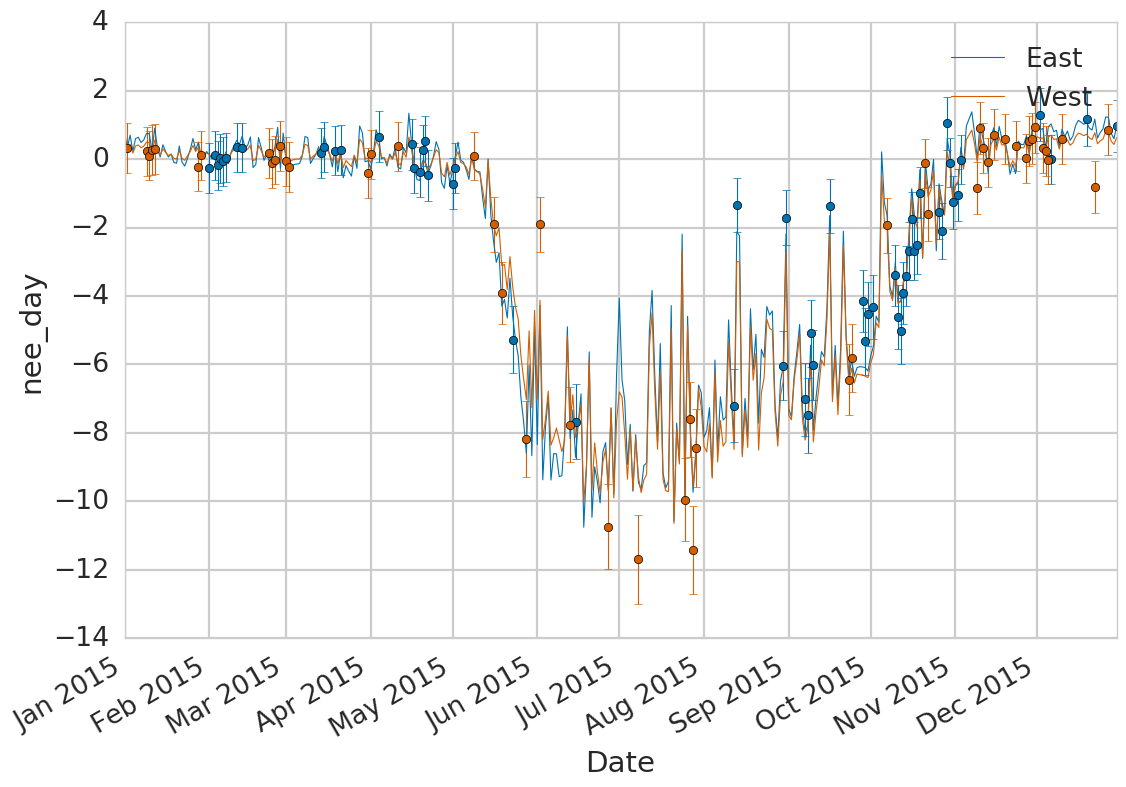 4
2
0
−2
−4
−6
−8
−10
−12
−14
nee_day
East
West
Jan 2015
Feb 2015
Mar 2015
Apr 2015
May 2015
Jun 2015
Jul 2015
Aug 2015
Sep 2015
Oct 2015
Nov 2015
Dec 2015
Date